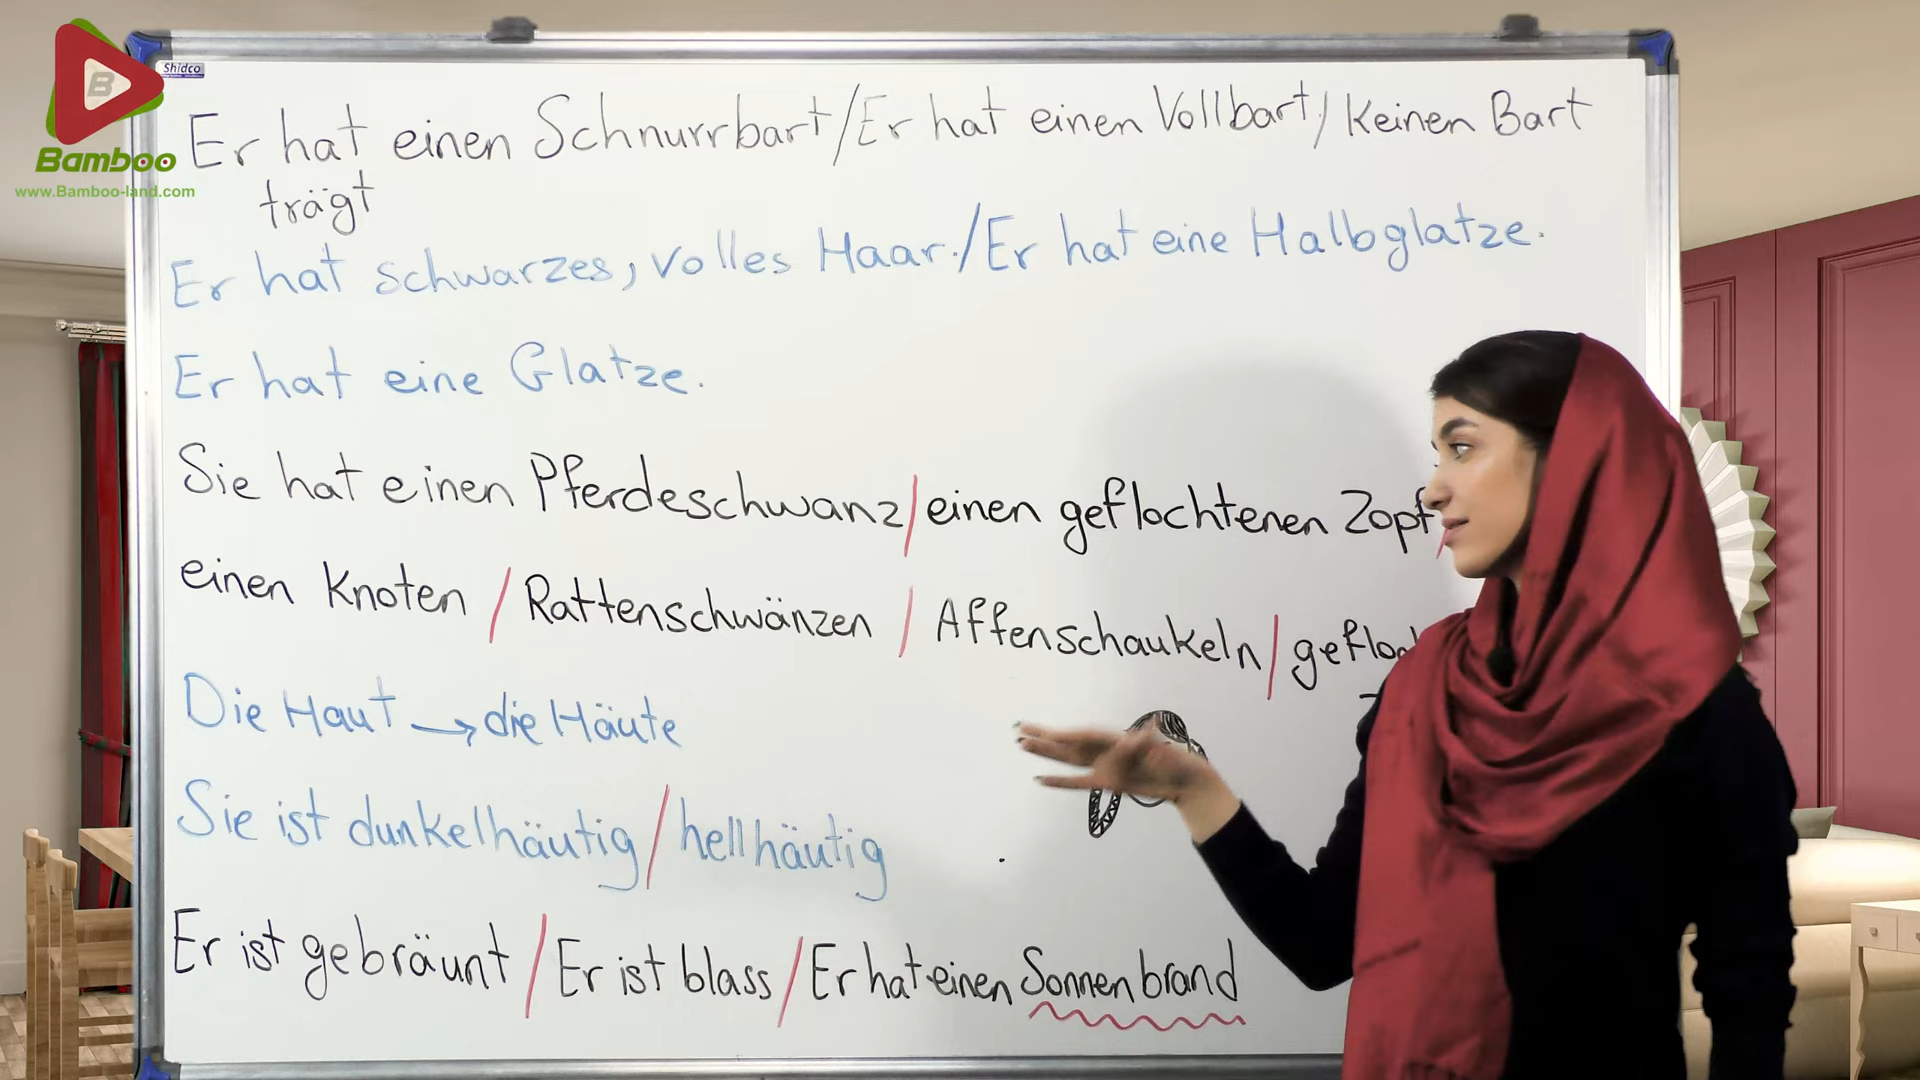 Shidco
B
Bamboo
www.Bamboo-land.com
Er hat einen Schnurrbart/Er hat einen Vollbart/Keinen Bart
trägt
Er hat schwarzes, volles Haar./Er hat eine Halbglatze.
Er hat eine Glatze.
Sie hat einen Pferdeschwanz/einen geflochtenen Zopf
einen Knoten / Rattenschwänzen / Affenschaukeln/
Die Haut → die Häute
Sie ist dunkelhäutig / hellhäutig
Er ist gebräunt / Er ist blass / Er hat einen Sonnenbrand